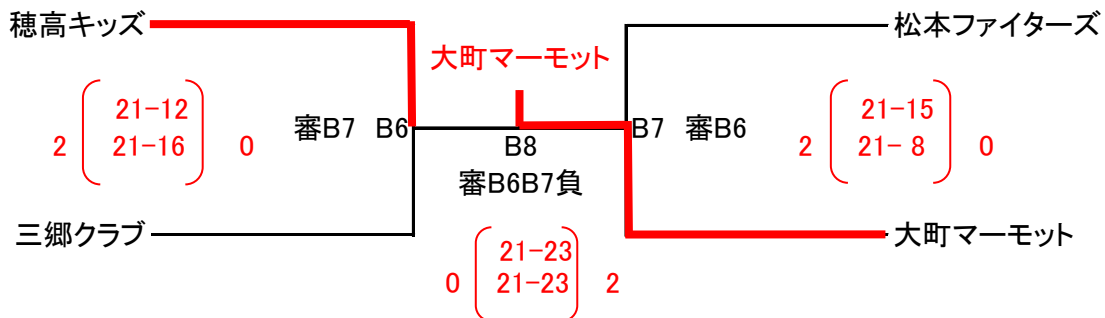 穂高キッズ
松本ファイターズ
大町マーモット
21-12
21-16
2
0
審B7 B6
B8
審B6B7負
B7 審B6
21-15
21- 8
2
0
三郷クラブ
大町マーモット
21-23
21-23
0
2